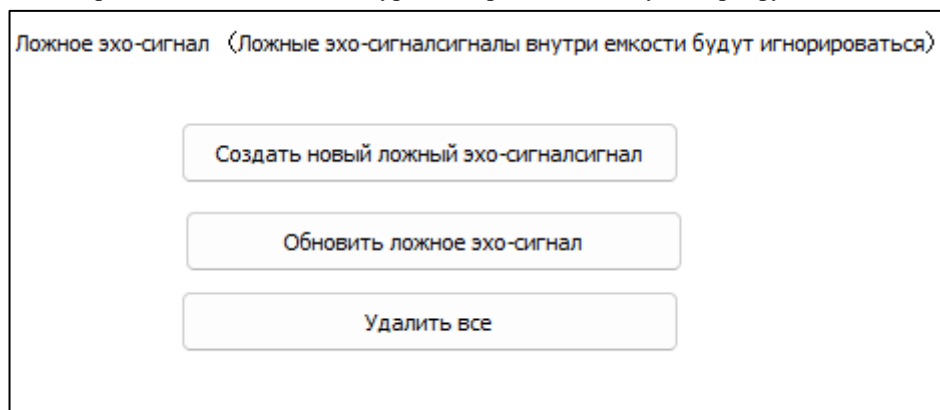 Ложное эхо-сигнал （Ложные эхо-сигналсигналы внутри емкости будут игнорироваться）
Создать новый ложный эхо-сигналсигнал
Обновить ложное эхо-сигнал
Удалить все